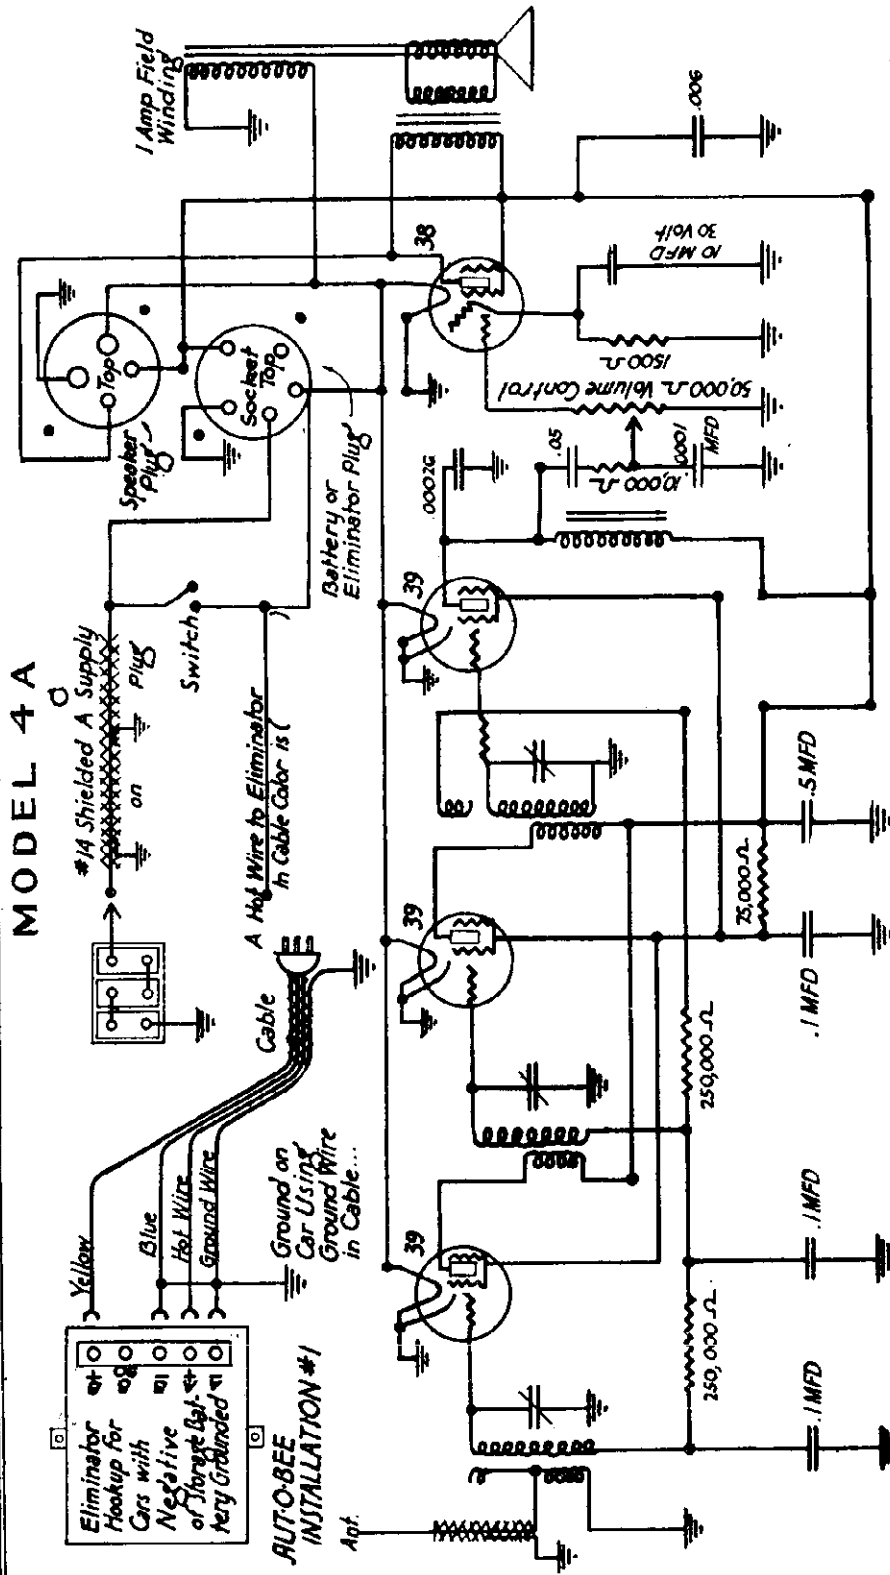 MODEL 4A
#14 Shielded A Supply
on
Plug
Switch
A Hot Wire to Eliminator
In Cable Color is (
)
Cable
Yellow
Blue
Hot Wire
Ground Wire
Ground on
Car Using
Ground Wire
in Cable...
Eliminator
Hookup for
Cars with
Negative
of Storage Bat-
tery Grounded
AUT-O-BEE
INSTALLATION #1
Ant.
Speaker
Plug
Top
Socket
Top
Battery or
Eliminator Plug
1 Amp Field
Winding
39
39
39
38
.00026
.05
10,000 Ω
.0001
MFD
50,000 Ω Volume Control
1500 Ω
10 MFD
30 Volt
.006
250,000 Ω
250,000 Ω
75,000 Ω
.1 MFD
.1 MFD
.1 MFD
.5 MFD